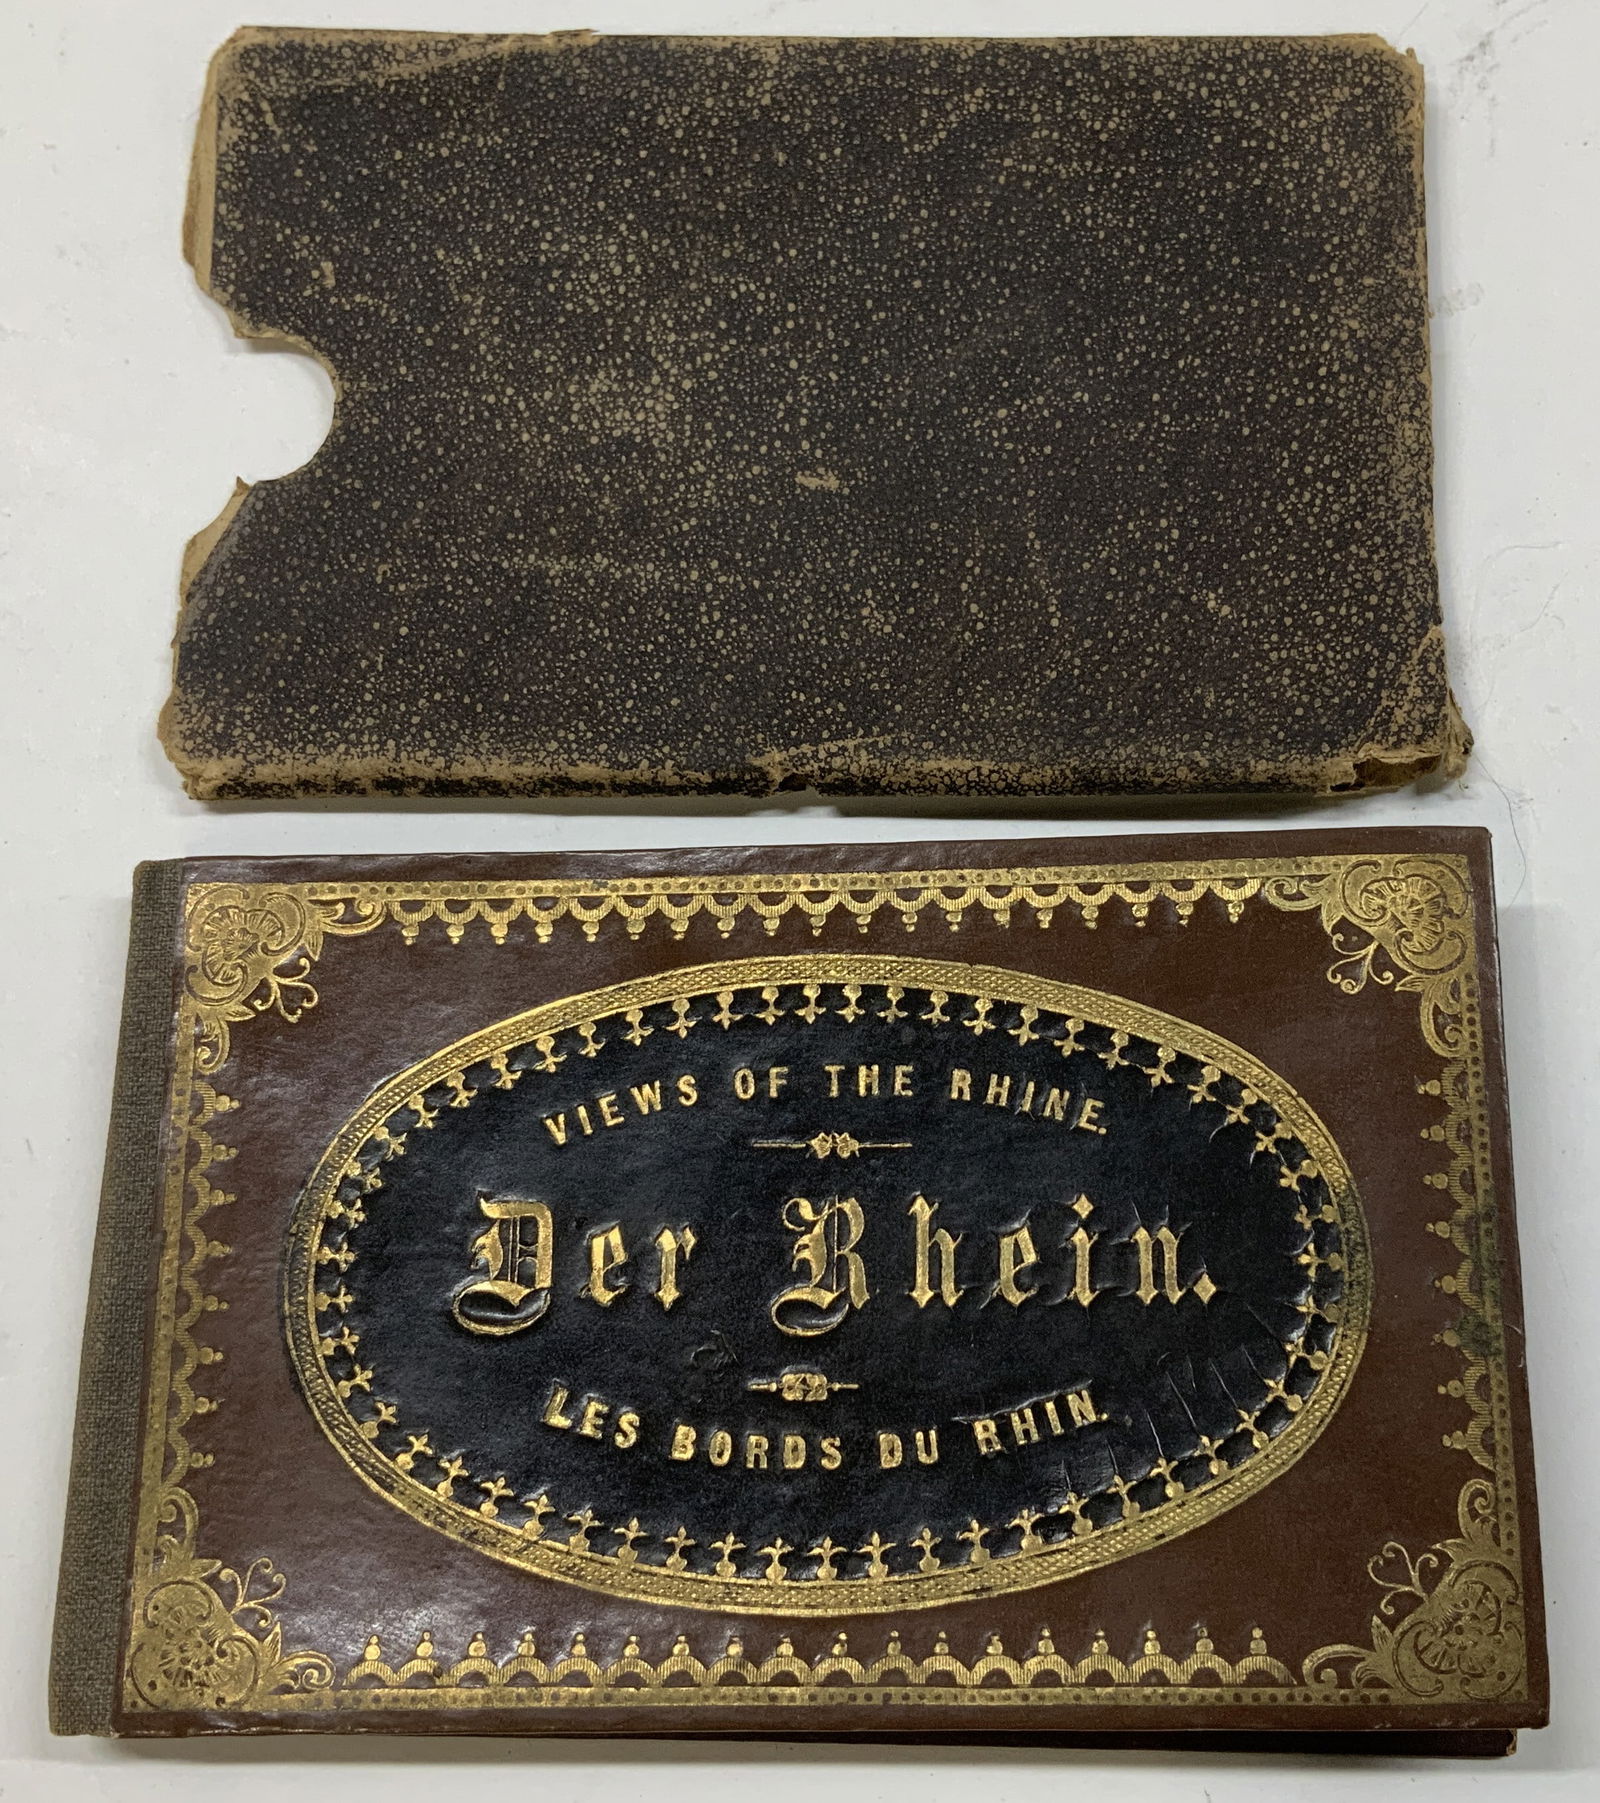 VIEWS OF THE RHINE.
Der Rhein.
LES BORDS DU RHIN.